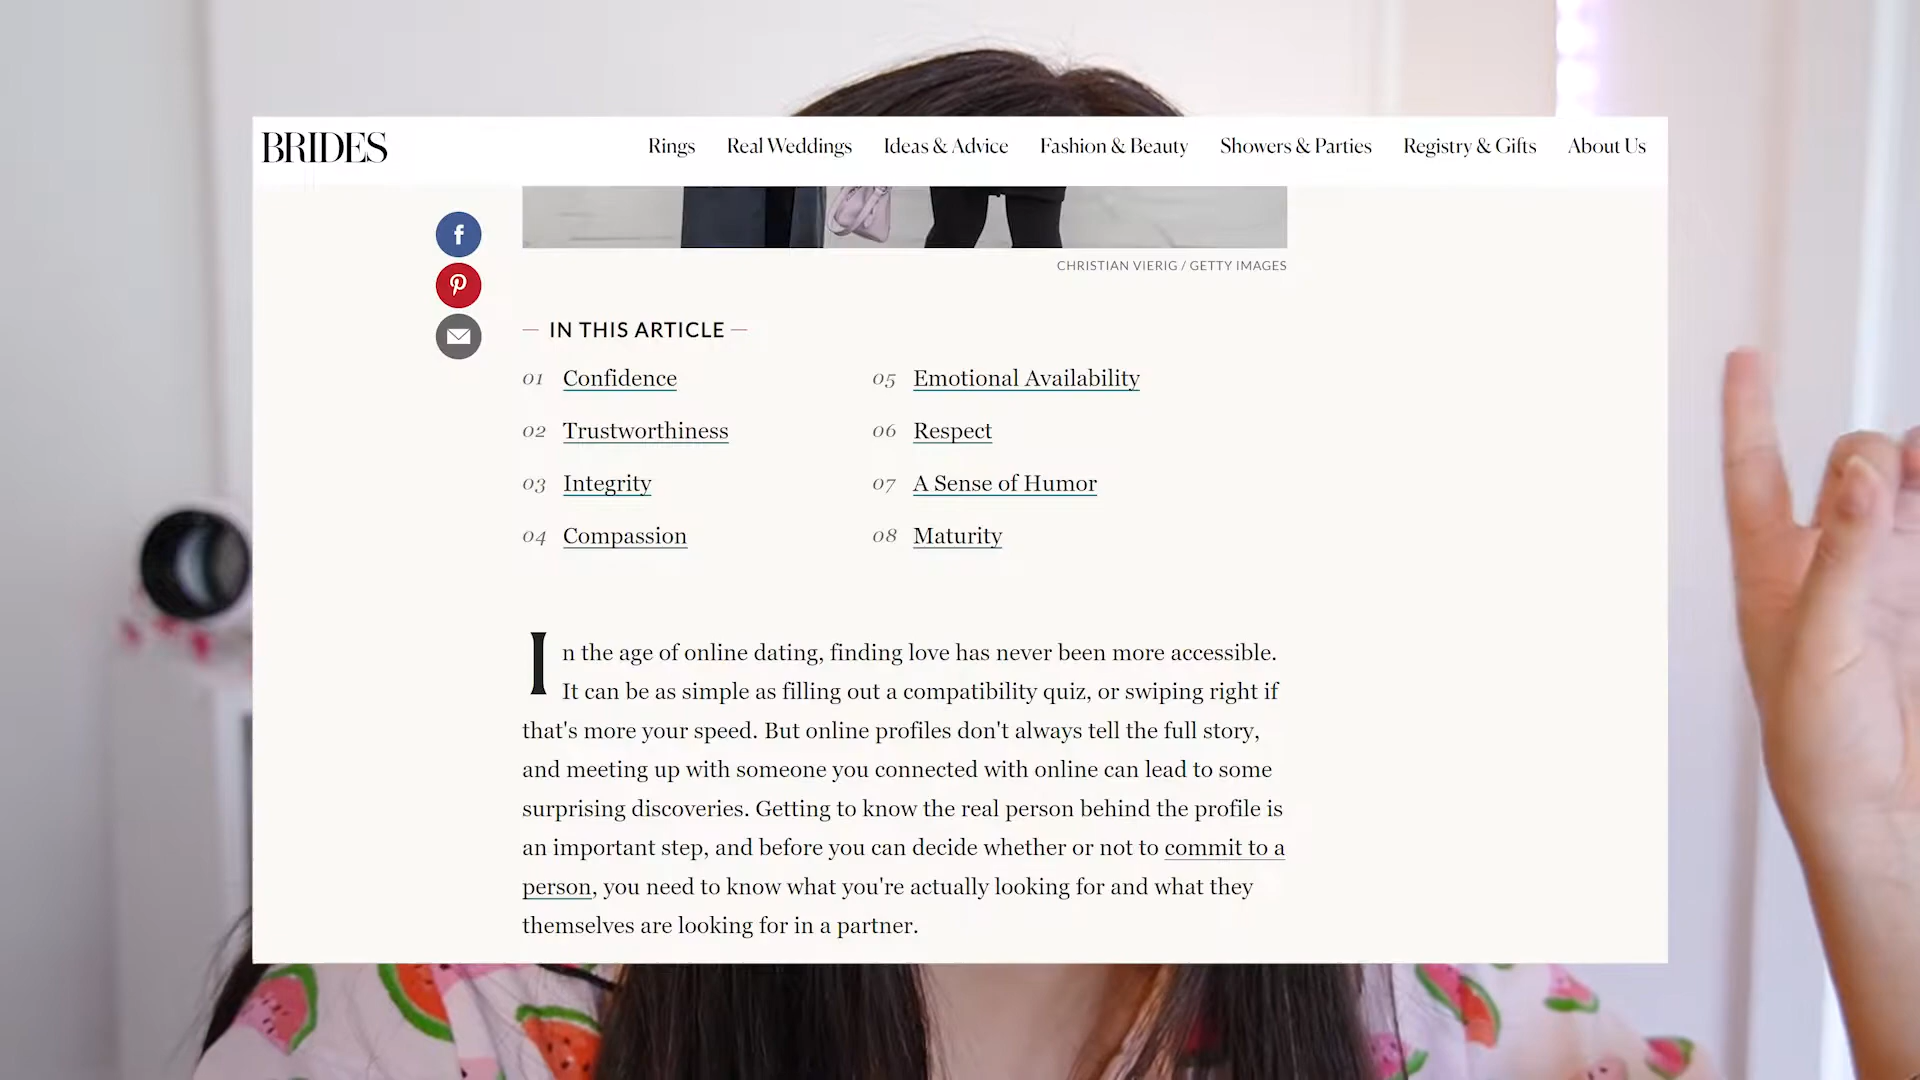 BRIDES
Rings Real Weddings Ideas & Advice Fashion & Beauty Showers & Parties Registry & Gifts About Us
CHRISTIAN VIERIG / GETTY IMAGES
IN THIS ARTICLE
01 Confidence
02 Trustworthiness
03 Integrity
04 Compassion
05 Emotional Availability
06 Respect
07 A Sense of Humor
08 Maturity
In the age of online dating, finding love has never been more accessible.
It can be as simple as filling out a compatibility quiz, or swiping right if
that's more your speed. But online profiles don't always tell the full story,
and meeting up with someone you connected with online can lead to some
surprising discoveries. Getting to know the real person behind the profile is
an important step, and before you can decide whether or not to commit to a
person, you need to know what you're actually looking for and what they
themselves are looking for in a partner.